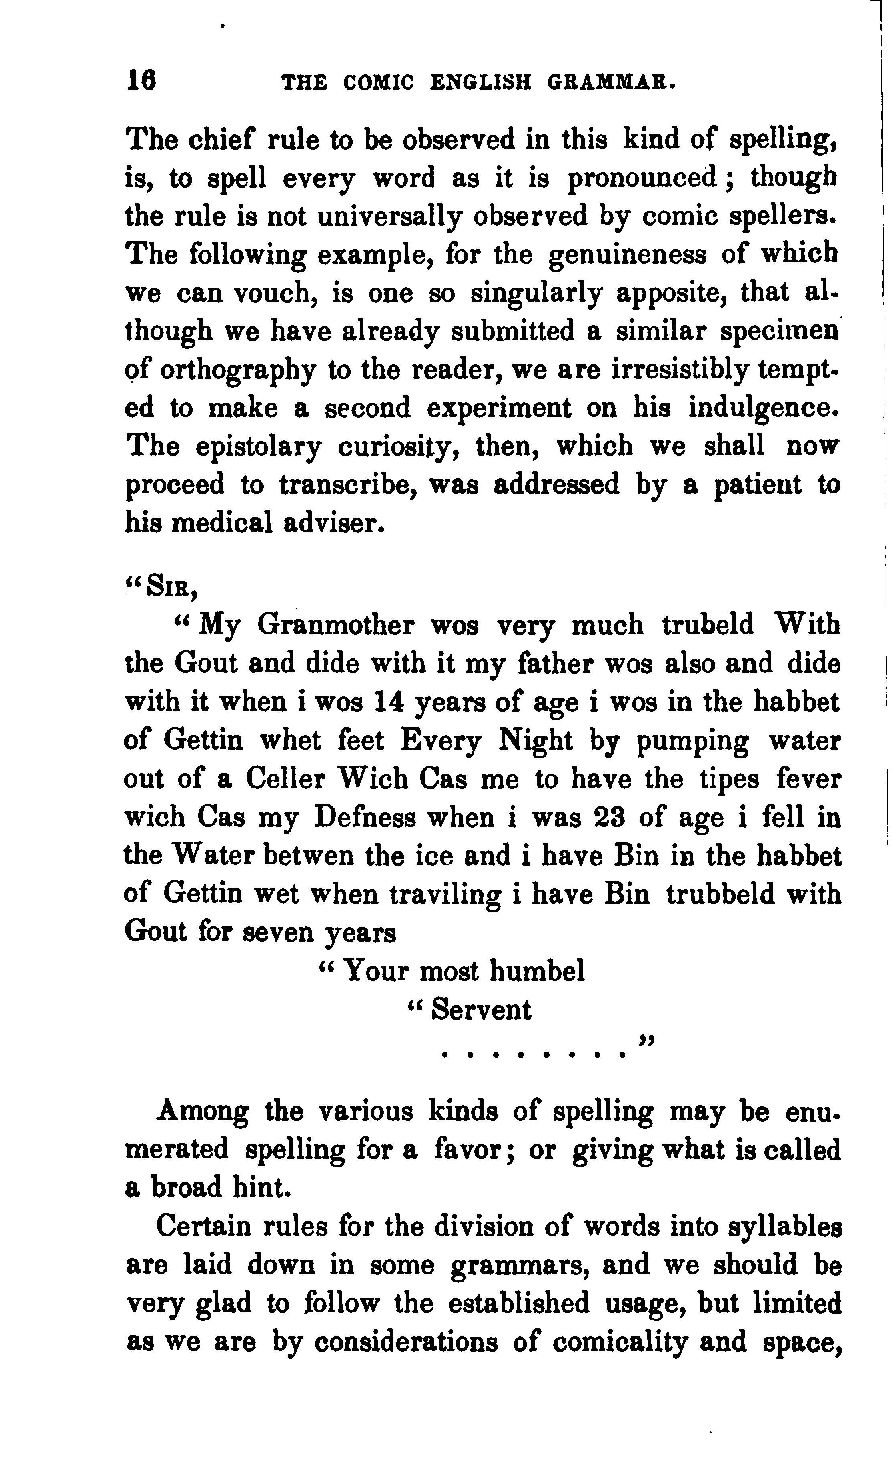 16 THE COMIC ENGLISH GRAMMAR.
The chief rule to be observed in this kind of spelling,
is, to spell every word as it is pronounced ; though
the rule is not universally observed by comic spellers.
The following example, for the genuineness of which
we can vouch, is one so singularly apposite, that al-
though we have already submitted a similar specimen
of orthography to the reader, we are irresistibly tempt-
ed to make a second experiment on his indulgence.
The epistolary curiosity, then, which we shall now
proceed to transcribe, was addressed by a patient to
his medical adviser.
“ SIR,
“ My Granmother wos very much trubeld With
the Gout and dide with it my father wos also and dide
with it when i wos 14 years of age i wos in the habbet
of Gettin whet feet Every Night by pumping water
out of a Celler Wich Cas me to have the tipes fever
wich Cas my Defness when i was 23 of age i fell in
the Water betwen the ice and i have Bin in the habbet
of Gettin wet when traviling i have Bin trubbeld with
Gout for seven years
“ Your most humbel
“ Servent
. . . . . . . . ”
Among the various kinds of spelling may be enu-
merated spelling for a favor ; or giving what is called
a broad hint.
Certain rules for the division of words into syllables
are laid down in some grammars, and we should be
very glad to follow the established usage, but limited
as we are by considerations of comicality and space,